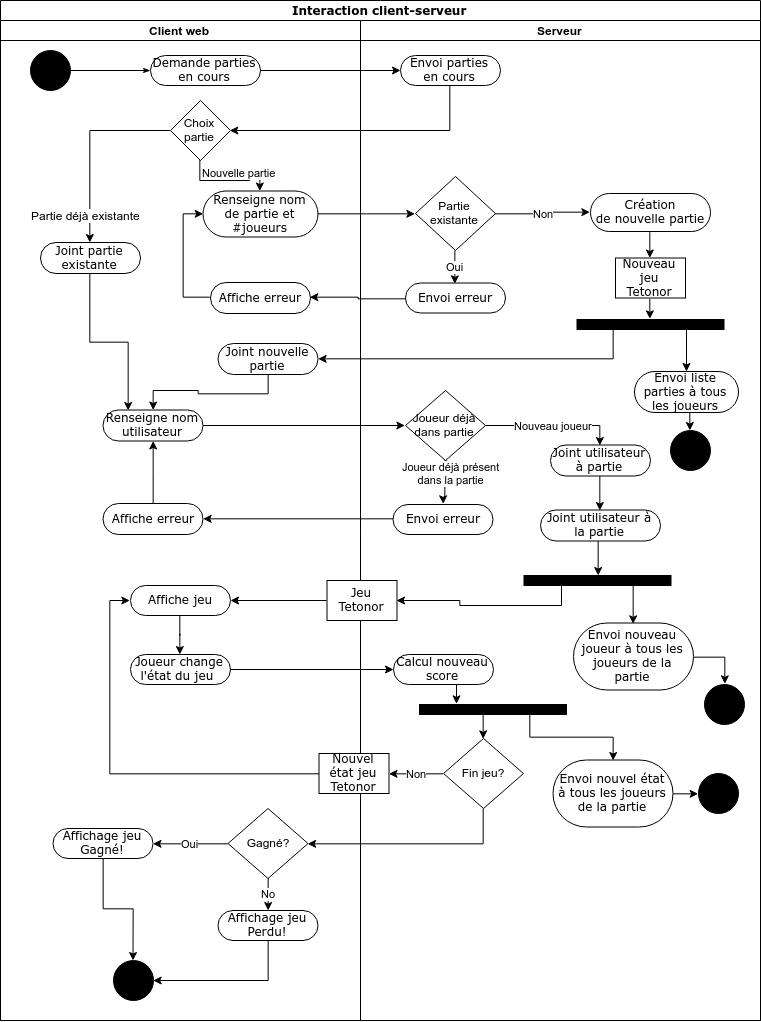 Interaction client-serveur
Client web
Serveur
Demande parties
en cours
Envoi parties
en cours
Choix
partie
Nouvelle partie
Partie déjà existante
Renseigne nom
de partie et
#joueurs
Partie
existante
Non
Création
de nouvelle partie
Joint partie
existante
Oui
Nouveau
jeu
Tetonor
Affiche erreur
Envoi erreur
Joint nouvelle
partie
Envoi liste
parties à tous
les joueurs
Renseigne nom
utilisateur
Joueur déjà
dans partie
Nouveau joueur
Joint utilisateur
à partie
Joueur déjà présent
dans la partie
Affiche erreur
Envoi erreur
Joint utilisateur à
la partie
Affiche jeu
Jeu
Tetonor
Envoi nouveau
joueur à tous les
joueurs de la
partie
Joueur change
l'état du jeu
Calcul nouveau
score
Nouvel
état jeu
Tetonor
Non
Fin jeu?
Envoi nouvel état
à tous les joueurs
de la partie
Affichage jeu
Gagné!
Oui
Gagné?
No
Affichage jeu
Perdu!